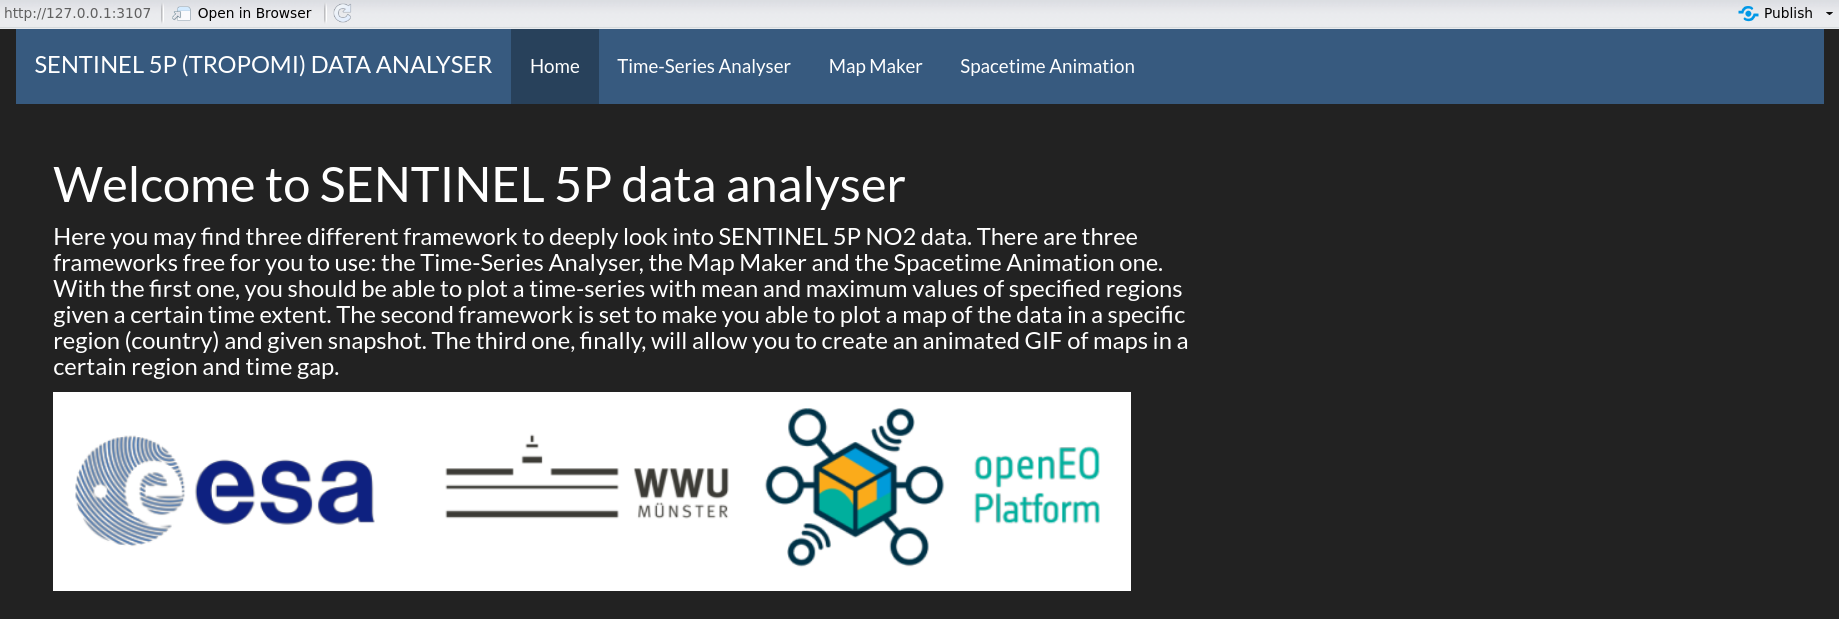 http://127.0.0.1:3107 Open in Browser Publish
SENTINEL 5P (TROPOMI) DATA ANALYSER Home Time-Series Analyser Map Maker Spacetime Animation
Welcome to SENTINEL 5P data analyser
Here you may find three different framework to deeply look into SENTINEL 5P NO2 data. There are three
frameworks free for you to use: the Time-Series Analyser, the Map Maker and the Spacetime Animation one.
With the first one, you should be able to plot a time-series with mean and maximum values of specified regions
given a certain time extent. The second framework is set to make you able to plot a map of the data in a specific
region (country) and given snapshot. The third one, finally, will allow you to create an animated GIF of maps in a
certain region and time gap.
esa
WWU
MÜNSTER
openEO
Platform